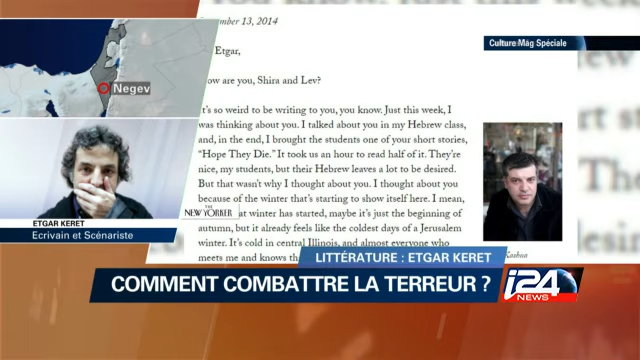 September 13, 2014
Culture Mag Spéciale
Etgar,
Negev
ow are you, Shira and Lev?
It's so weird to be writing to you, you know. Just this week, I
was thinking about you. I talked about you in my Hebrew class,
and, in the end, I brought the students one of your short stories,
"Hope They Die." It took us an hour to read half of it. They're
nice, my students, but their Hebrew leaves a lot to be desired.
But that wasn't why I thought about you. I thought about you
because of the winter that's starting to show itself here. I mean,
THE
NEW YORKER
at winter has started, maybe it's just the beginning of
autumn, but it already feels like the coldest days of a Jerusalem
winter. It's cold in central Illinois, and almost everyone who
meets me and knows tha
ETGAR KERET
Ecrivain et Scénariste
Kashua
LITTÉRATURE : ETGAR KERET
COMMENT COMBATTRE LA TERREUR ?
i24
NEWS